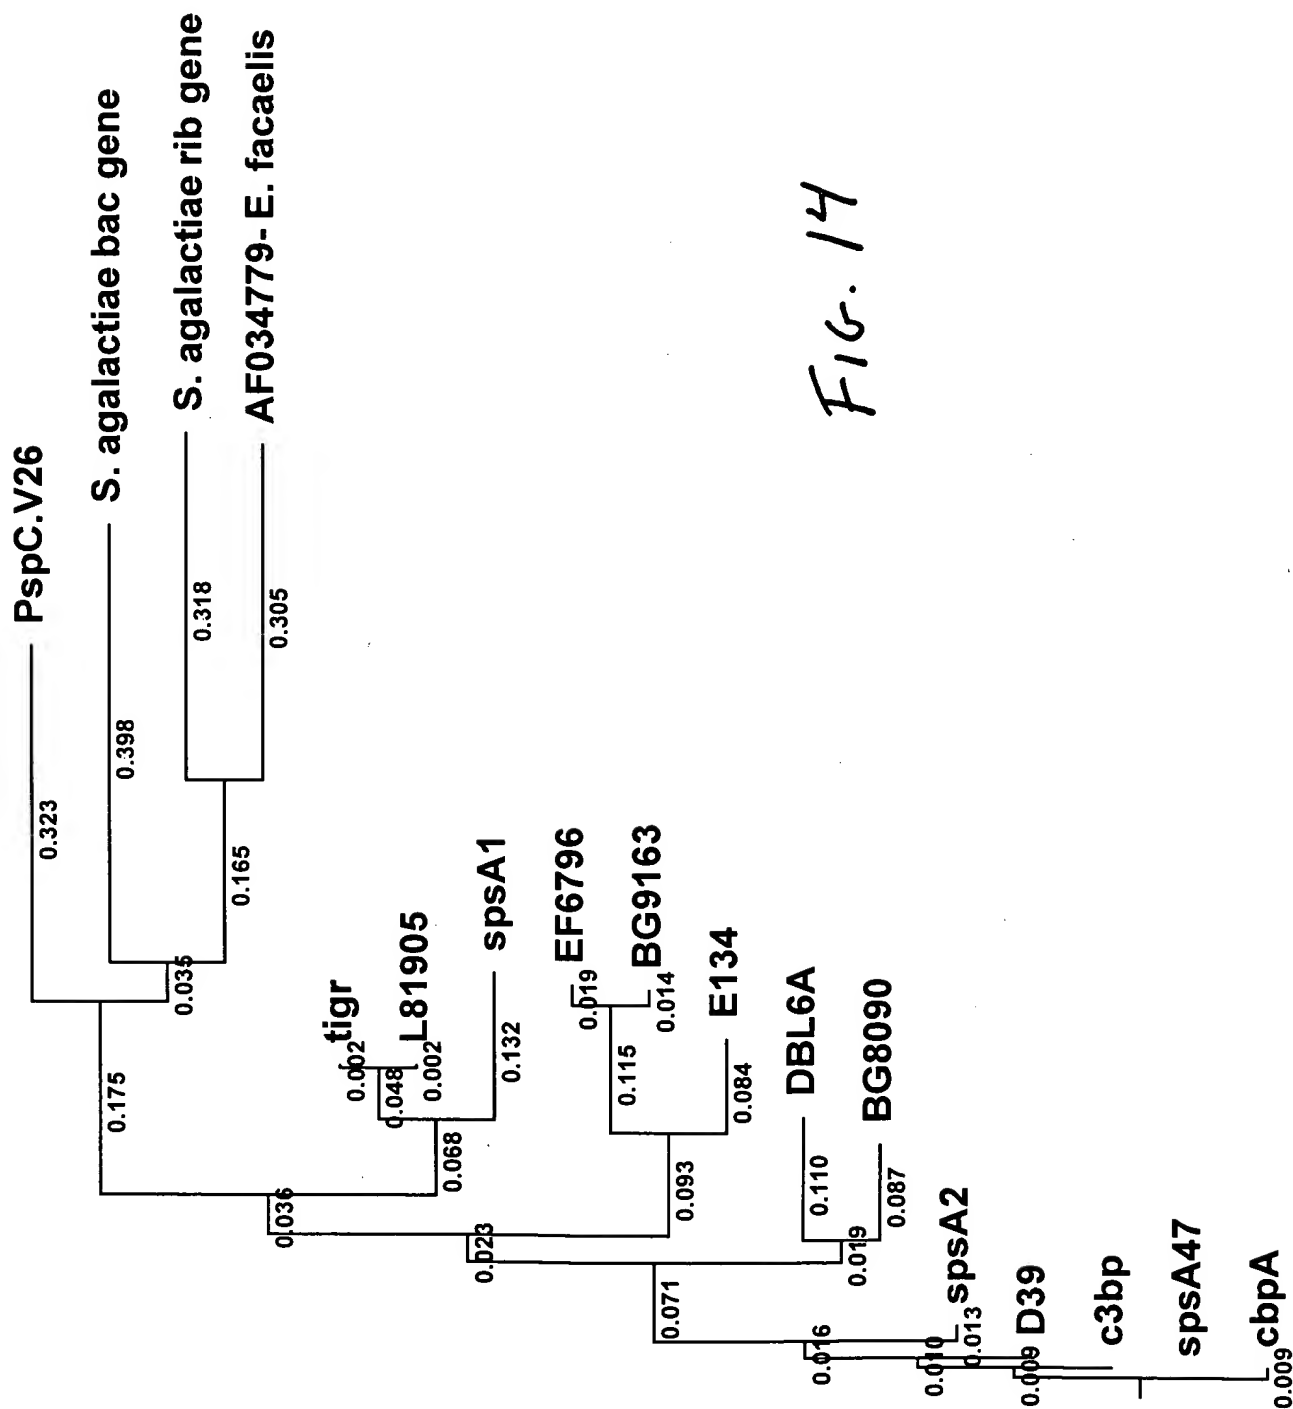 PspC.V26
0.323
S. agalactiae bac gene
0.398
S. agalactiae rib gene
0.318
AF034779- E. facaelis
0.305
0.165
0.035
0.175
tigr
0.002
L81905
0.002
0.048
spsA1
0.132
0.068
0.036
EF6796
0.019
BG9163
0.014
0.115
E134
0.084
0.093
0.023
DBL6A
0.110
BG8090
0.087
0.019
0.071
spsA2
0.013
0.016
D39
0.010
c3bp
0.009
spsA47
cbpA
0.009
FIG. 14